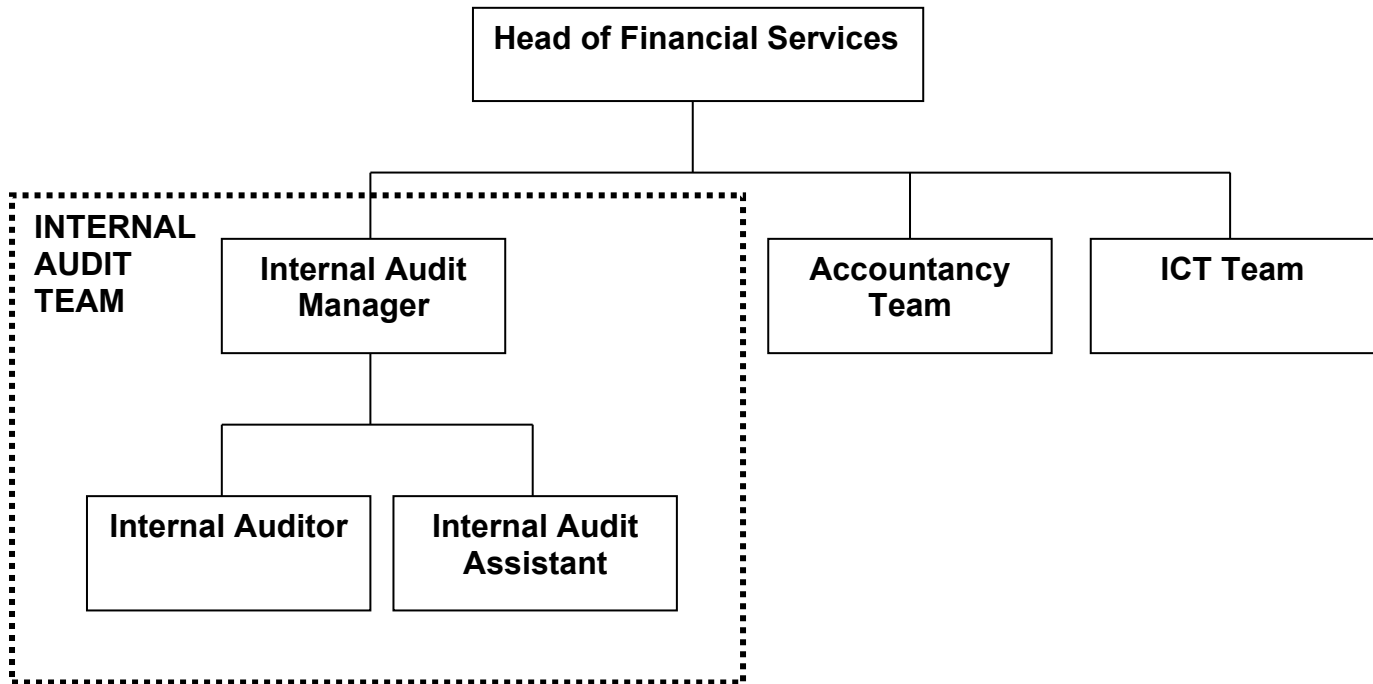 Head of Financial Services
INTERNAL
AUDIT
TEAM
Internal Audit
Manager
Accountancy
Team
ICT Team
Internal Auditor
Internal Audit
Assistant